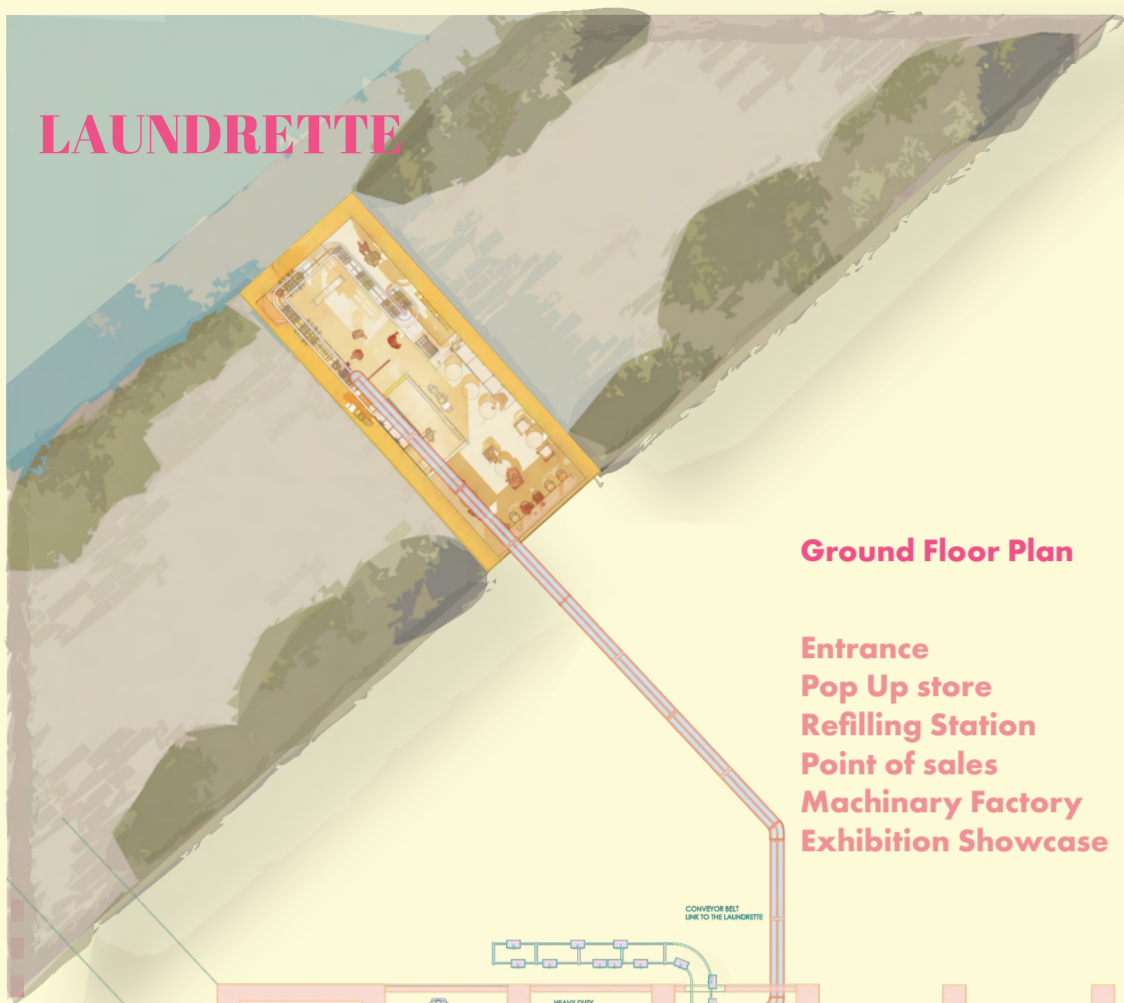 LAUNDRETTE
Ground Floor Plan
Entrance
Pop Up store
Refilling Station
Point of sales
Machinary Factory
Exhibition Showcase
CONVEYOR BELT
LINK TO THE LAUNDRETTE
HEAVY DUTY